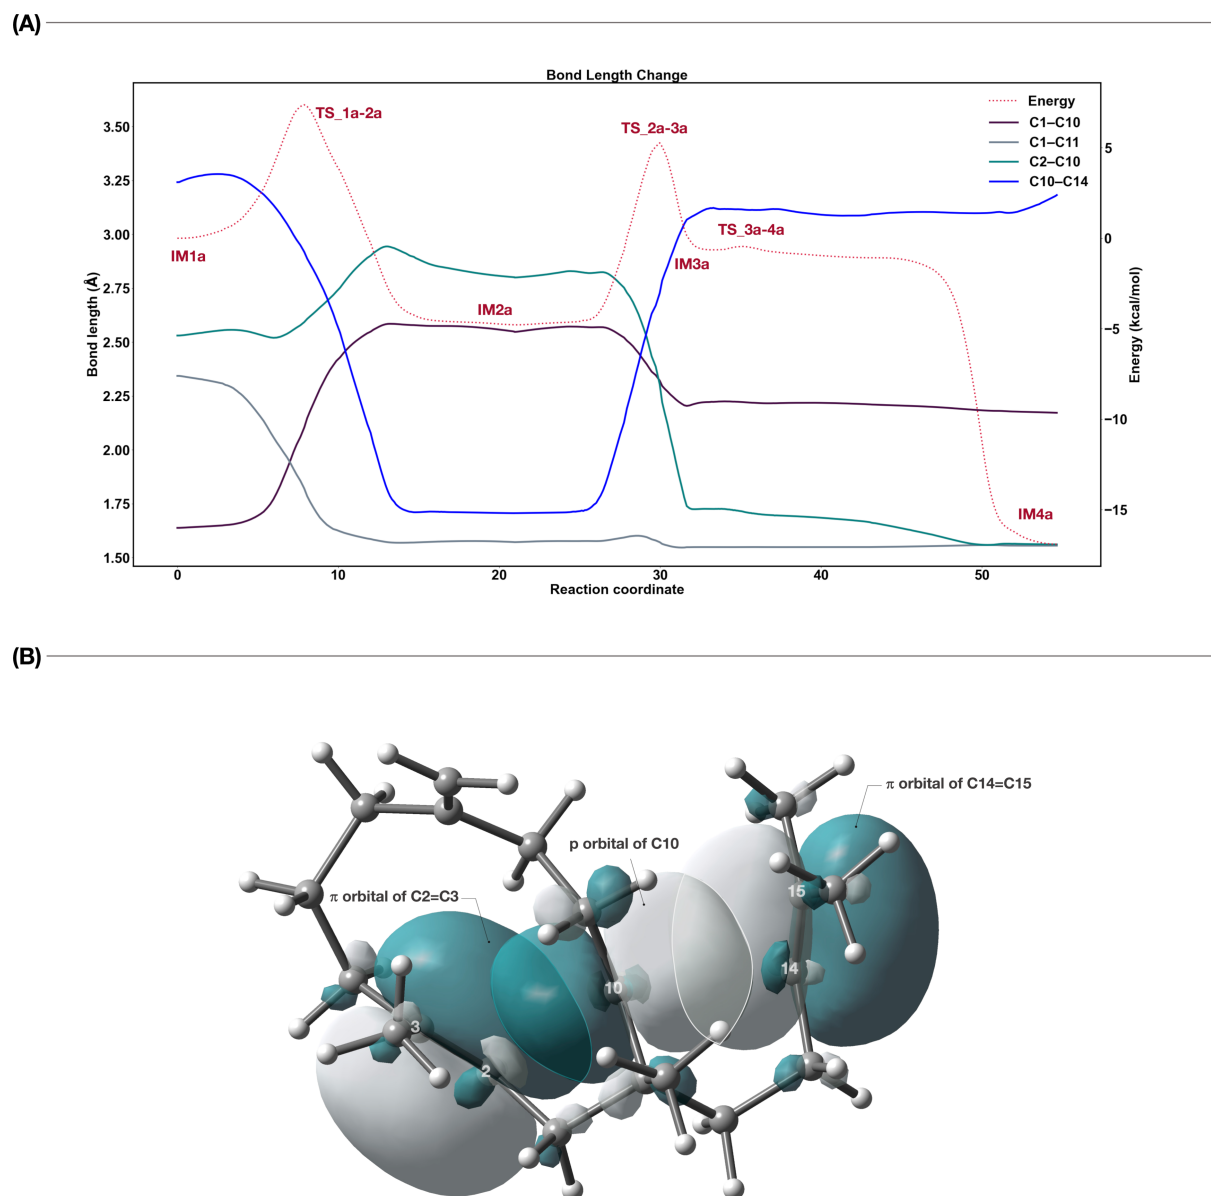 (A)
Bond Length Change
Energy
C1–C10
C1–C11
C2–C10
C10–C14
TS_1a-2a
TS_2a-3a
TS_3a-4a
IM1a
IM2a
IM3a
IM4a
3.50
3.25
3.00
2.75
2.50
2.25
2.00
1.75
1.50
Bond length (Å)
5
0
−5
−10
−15
Energy (kcal/mol)
0
10
20
30
40
50
Reaction coordinate
(B)
π orbital of C14=C15
p orbital of C10
π orbital of C2=C3
15
14
10
3
2